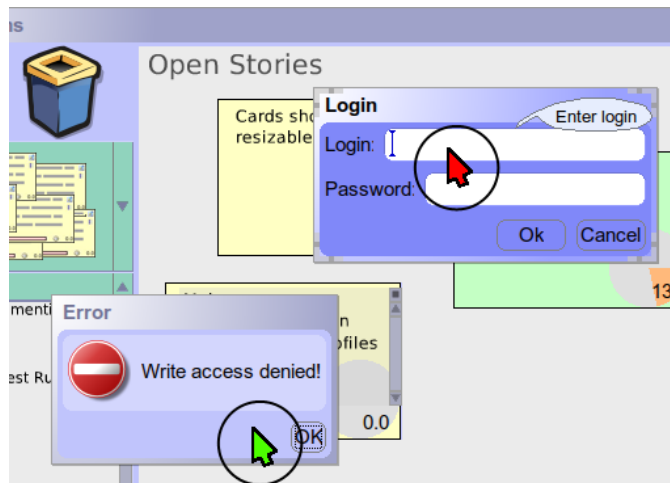 ns
Open Stories
Login
Enter login
Login:
Password:
Ok
Cancel
Cards sho
resizable
13
menti
est Ru
Error
Write access denied!
OK
n
ofiles
0.0